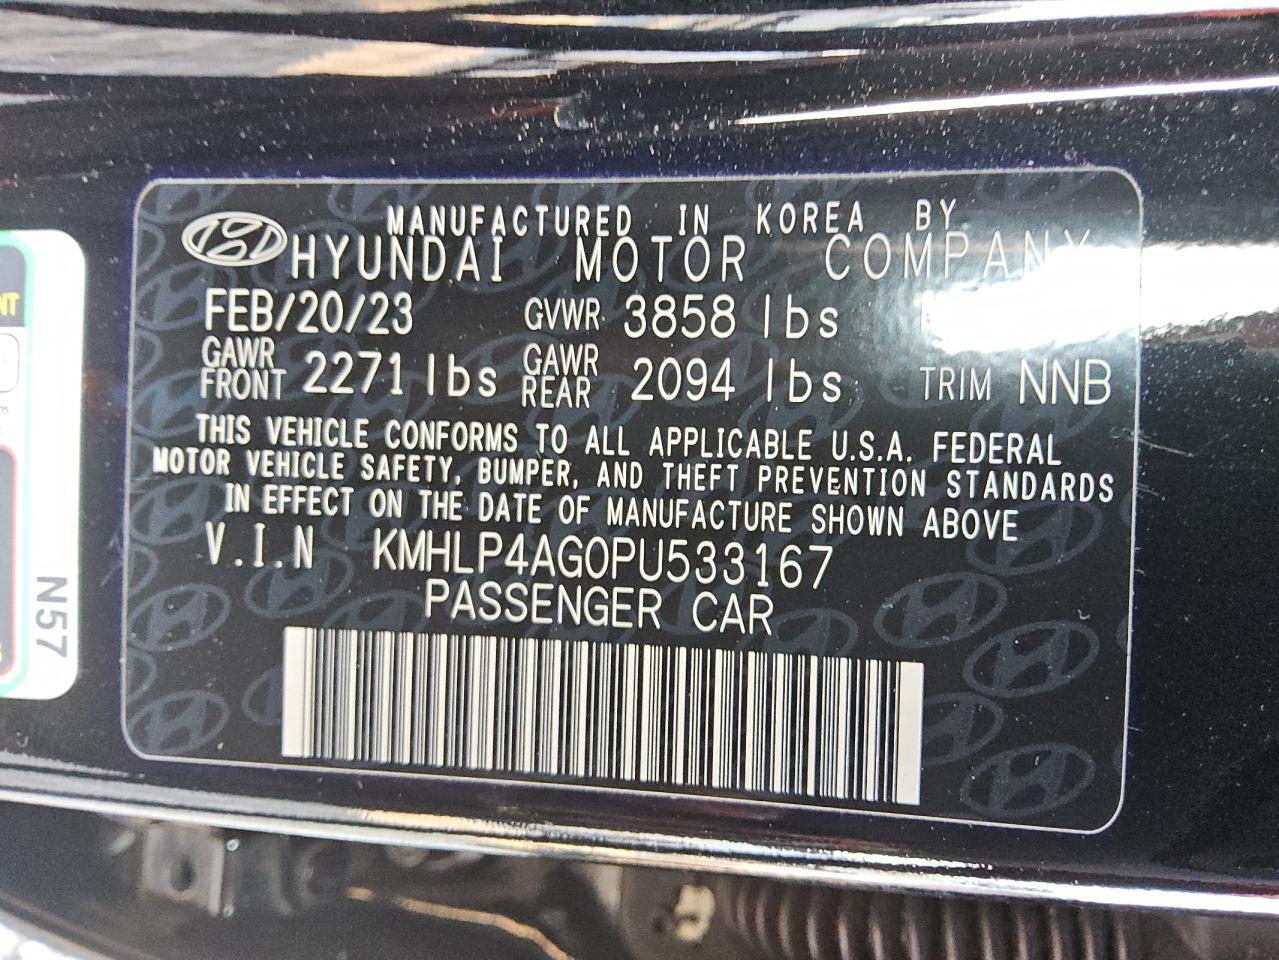 MANUFACTURED IN KOREA BY
HYUNDAI MOTOR COMPANY
FEB/20/23 GVWR 3858 lbs
GAWR FRONT 2271 lbs GAWR REAR 2094 lbs TRIM NNB
THIS VEHICLE CONFORMS TO ALL APPLICABLE U.S.A. FEDERAL
MOTOR VEHICLE SAFETY, BUMPER, AND THEFT PREVENTION STANDARDS
IN EFFECT ON THE DATE OF MANUFACTURE SHOWN ABOVE
V.I.N KMHLP4AG0PU533167
PASSENGER CAR
N57